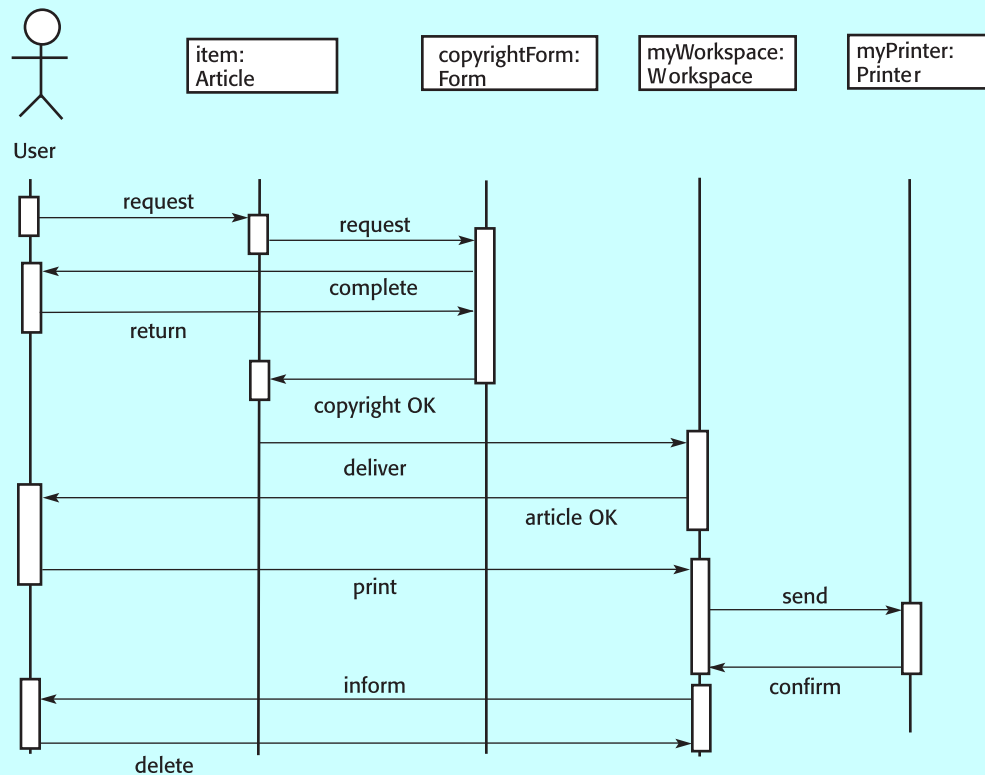 item:
Article
copyrightForm:
Form
myWorkspace:
Workspace
myPrinter:
Printer
User
request
request
complete
return
copyright OK
deliver
article OK
print
send
confirm
inform
delete